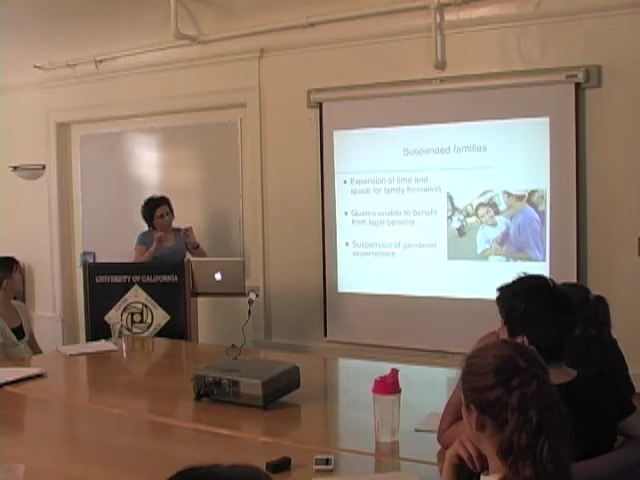 Suspended families
Expansion of time and
space for family formation
Queers unable to benefit
from legal benefits
Suspension of gendered
expectations
UNIVERSITY OF CALIFORNIA